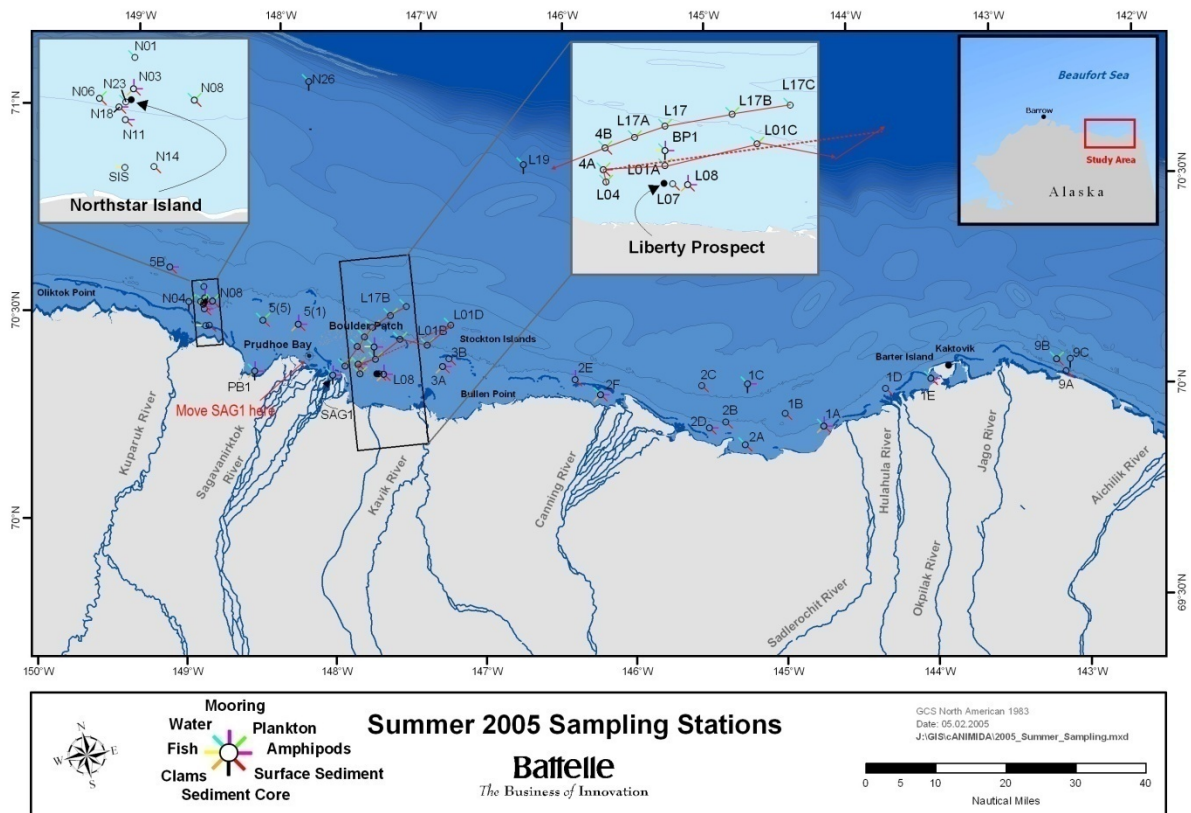 149°W 148°W 147°W 146°W 145°W 144°W 143°W 142°W
71°N
70°30'N
70°N
N01
N23 N03
N06 N08
N18
N11
N14
SIS
Northstar Island
N26
L19
L17C
L17B
L17
L17A
4B BP1 L01C
4A
L01A
L04 L08
L07
Liberty Prospect
Beaufort Sea
Barrow
Study Area
Alaska
70°30'N
70°N
69°30'N
5B
Oliktok Point
N04 N08
5(5) 5(1)
L17B
Boulder Patch
L01B L01D
Prudhoe Bay
Stockton Islands
3B
3A
PB1
L08
SAG1
Move SAG1 here
Bullen Point
2E
2F
2C 1C
1B
2B
2D
2A
1A
1D
Barter Island
Kaktovik
1E
9B
9C
9A
Kuparuk River
Sagavanirktok
River
Kavik River
Canning River
Sadlerochit River
Hulahula River
Okpilak River
Jago River
Aichilik River
150°W 149°W 148°W 147°W 146°W 145°W 144°W 143°W
N
E
S
W
Mooring
Water Plankton
Fish Amphipods
Clams Surface Sediment
Sediment Core
Summer 2005 Sampling Stations
Battelle
The Business of Innovation
GCS North American 1983
Date: 05.02.2005
J:\GIS\cANIMIDA\2005_Summer_Sampling.mxd
0 5 10 20 30 40
Nautical Miles